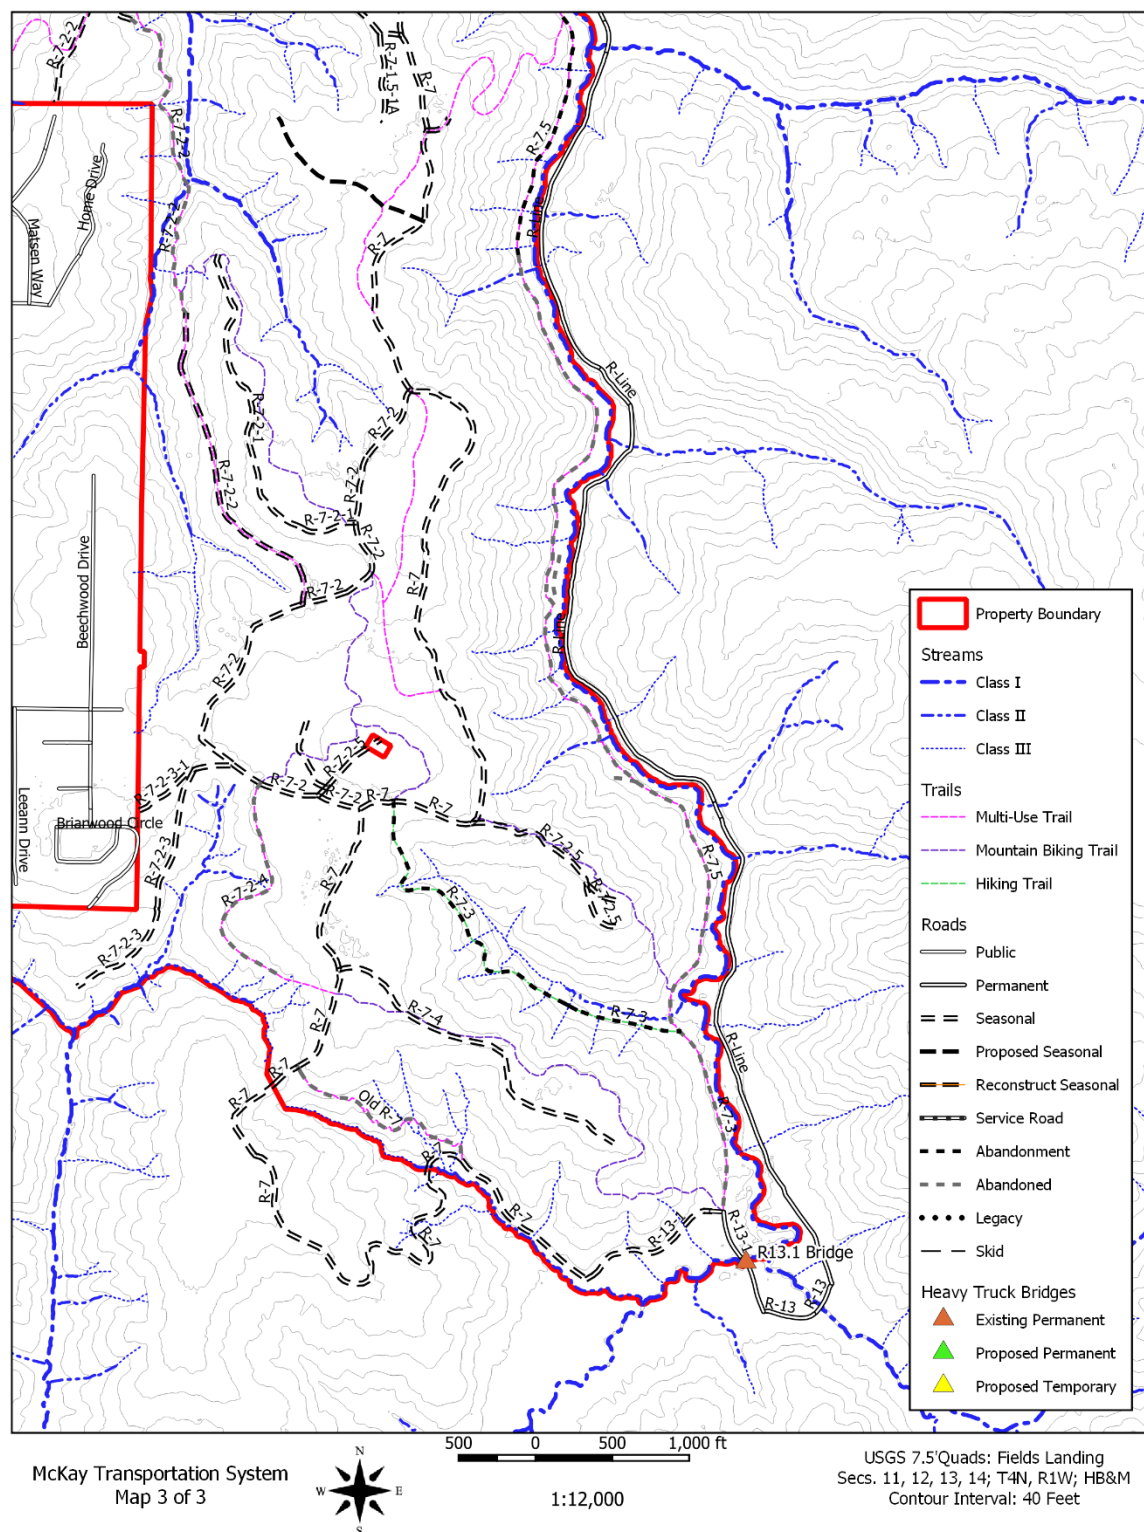 R-7-2-2
R-7-15-1A
R-7
R-7.5
R-7-2-2
Home Drive
R-Line
Matsen Way
R-7-2-2
R-7
R-Line
R-7-2
R-7-2-1
R-7-2-2
R-7-2
R-7-2-1
R-7-2
Beechwood Drive
R-7-2
R-7
R-Line
R-7-2
R-7-2-5
R-7-2-3-1
R-7-2
R-7-2
R-7
R-7
Leeann Drive
Briarwood Circle
R-7-2-5
R-7-2-3
R-7-2-4
R-7
R-7-3
R-7-2-5
R-7.5
R-7-2-3
R-7
R-7-4
R-7-3
R-Line
R-7
R-7
Old R-7
R-7-3
R-7
R-7
R-7
R-7
R-13-1
R-13-1
R13.1 Bridge
R-13
R-13
Property Boundary
Streams
Class I
Class II
Class III
Trails
Multi-Use Trail
Mountain Biking Trail
Hiking Trail
Roads
Public
Permanent
Seasonal
Proposed Seasonal
Reconstruct Seasonal
Service Road
Abandonment
Abandoned
Legacy
Skid
Heavy Truck Bridges
Existing Permanent
Proposed Permanent
Proposed Temporary
McKay Transportation System
Map 3 of 3
N
W
E
S
500 0 500 1,000 ft
1:12,000
USGS 7.5'Quads: Fields Landing
Secs. 11, 12, 13, 14; T4N, R1W; HB&M
Contour Interval: 40 Feet